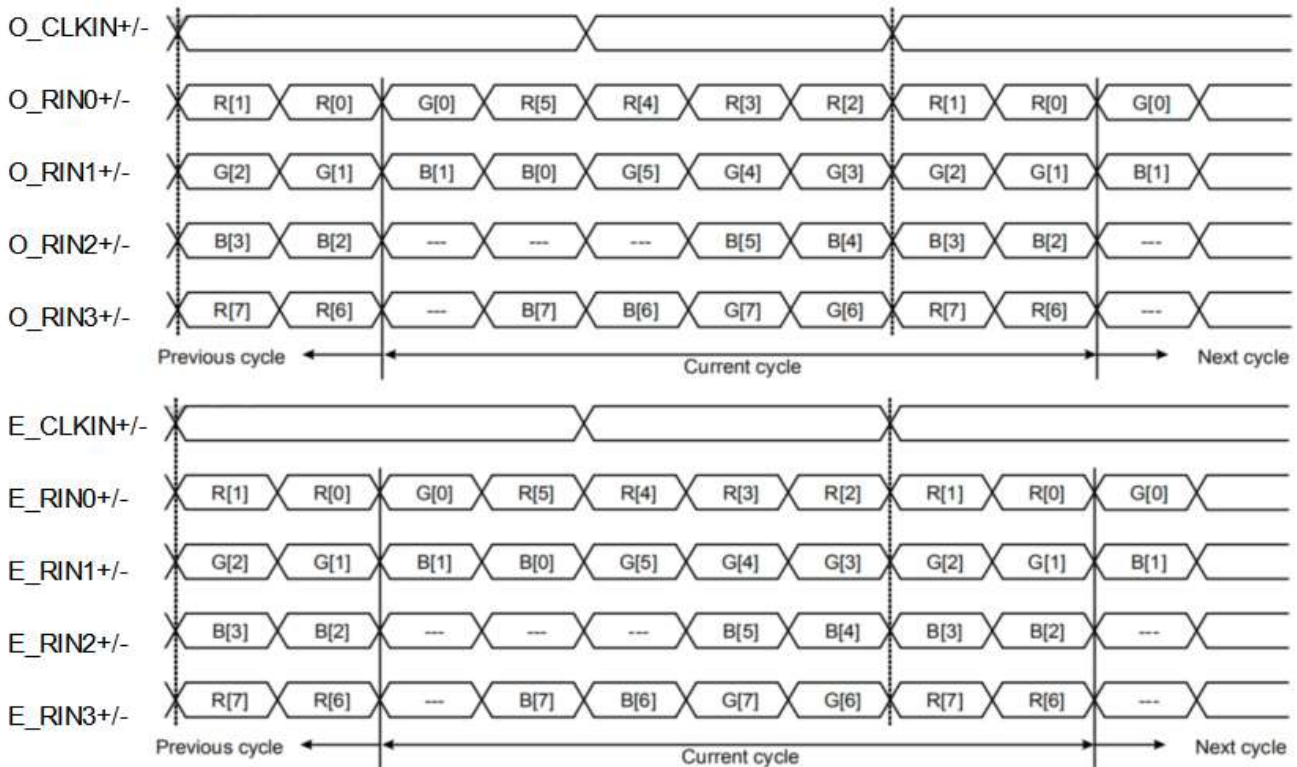 O_CLKIN+/-
O_RIN0+/- R[1] R[0] G[0] R[5] R[4] R[3] R[2] R[1] R[0] G[0]
O_RIN1+/- G[2] G[1] B[1] B[0] G[5] G[4] G[3] G[2] G[1] B[1]
O_RIN2+/- B[3] B[2] --- --- --- B[5] B[4] B[3] B[2] ---
O_RIN3+/- R[7] R[6] --- B[7] B[6] G[7] G[6] R[7] R[6] ---
Previous cycle Current cycle Next cycle
E_CLKIN+/-
E_RIN0+/- R[1] R[0] G[0] R[5] R[4] R[3] R[2] R[1] R[0] G[0]
E_RIN1+/- G[2] G[1] B[1] B[0] G[5] G[4] G[3] G[2] G[1] B[1]
E_RIN2+/- B[3] B[2] --- --- --- B[5] B[4] B[3] B[2] ---
E_RIN3+/- R[7] R[6] --- B[7] B[6] G[7] G[6] R[7] R[6] ---
Previous cycle Current cycle Next cycle